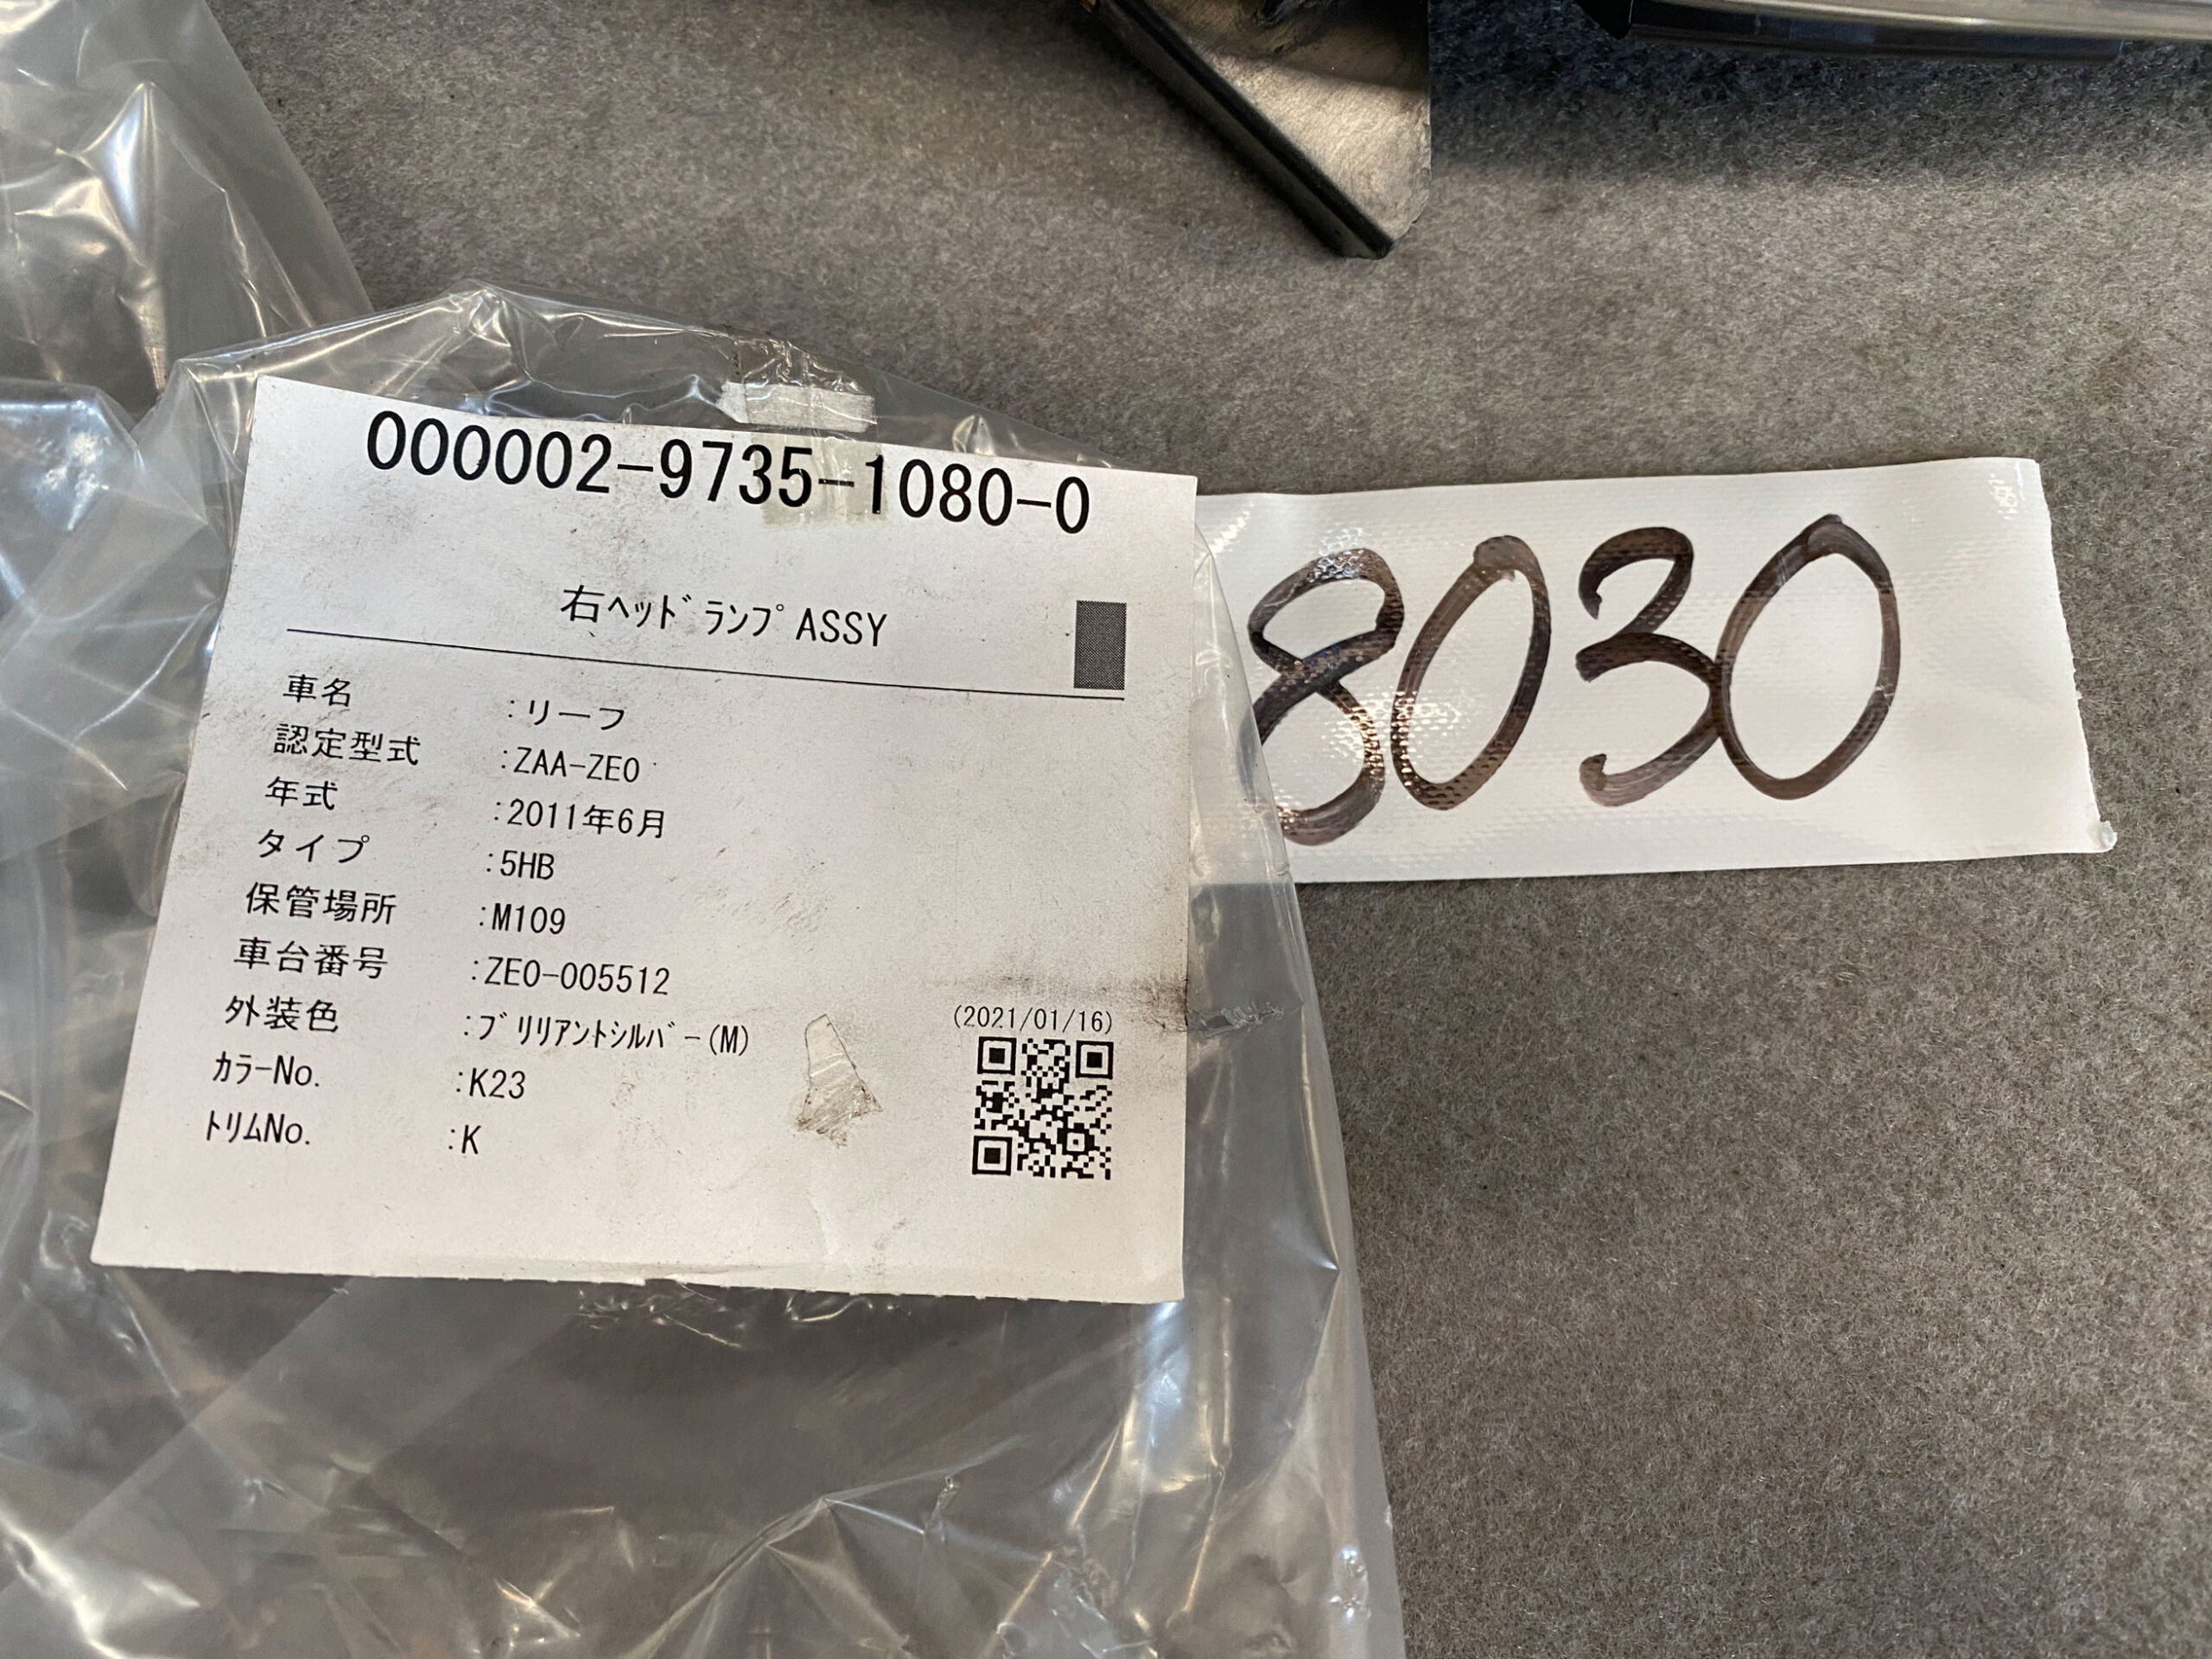 000002-9735-1080-0
右ﾍｯﾄﾞﾗﾝﾌﾟASSY
車名 :リーフ
認定型式 :ZAA-ZE0
年式 :2011年6月
タイプ :5HB
保管場所 :M109
車台番号 :ZE0-005512
外装色 :ﾌﾞﾘﾘｱﾝﾄｼﾙﾊﾞｰ(M)
ｶﾗｰNo. :K23
ﾄﾘﾑNo. :K
(2021/01/16)
8030